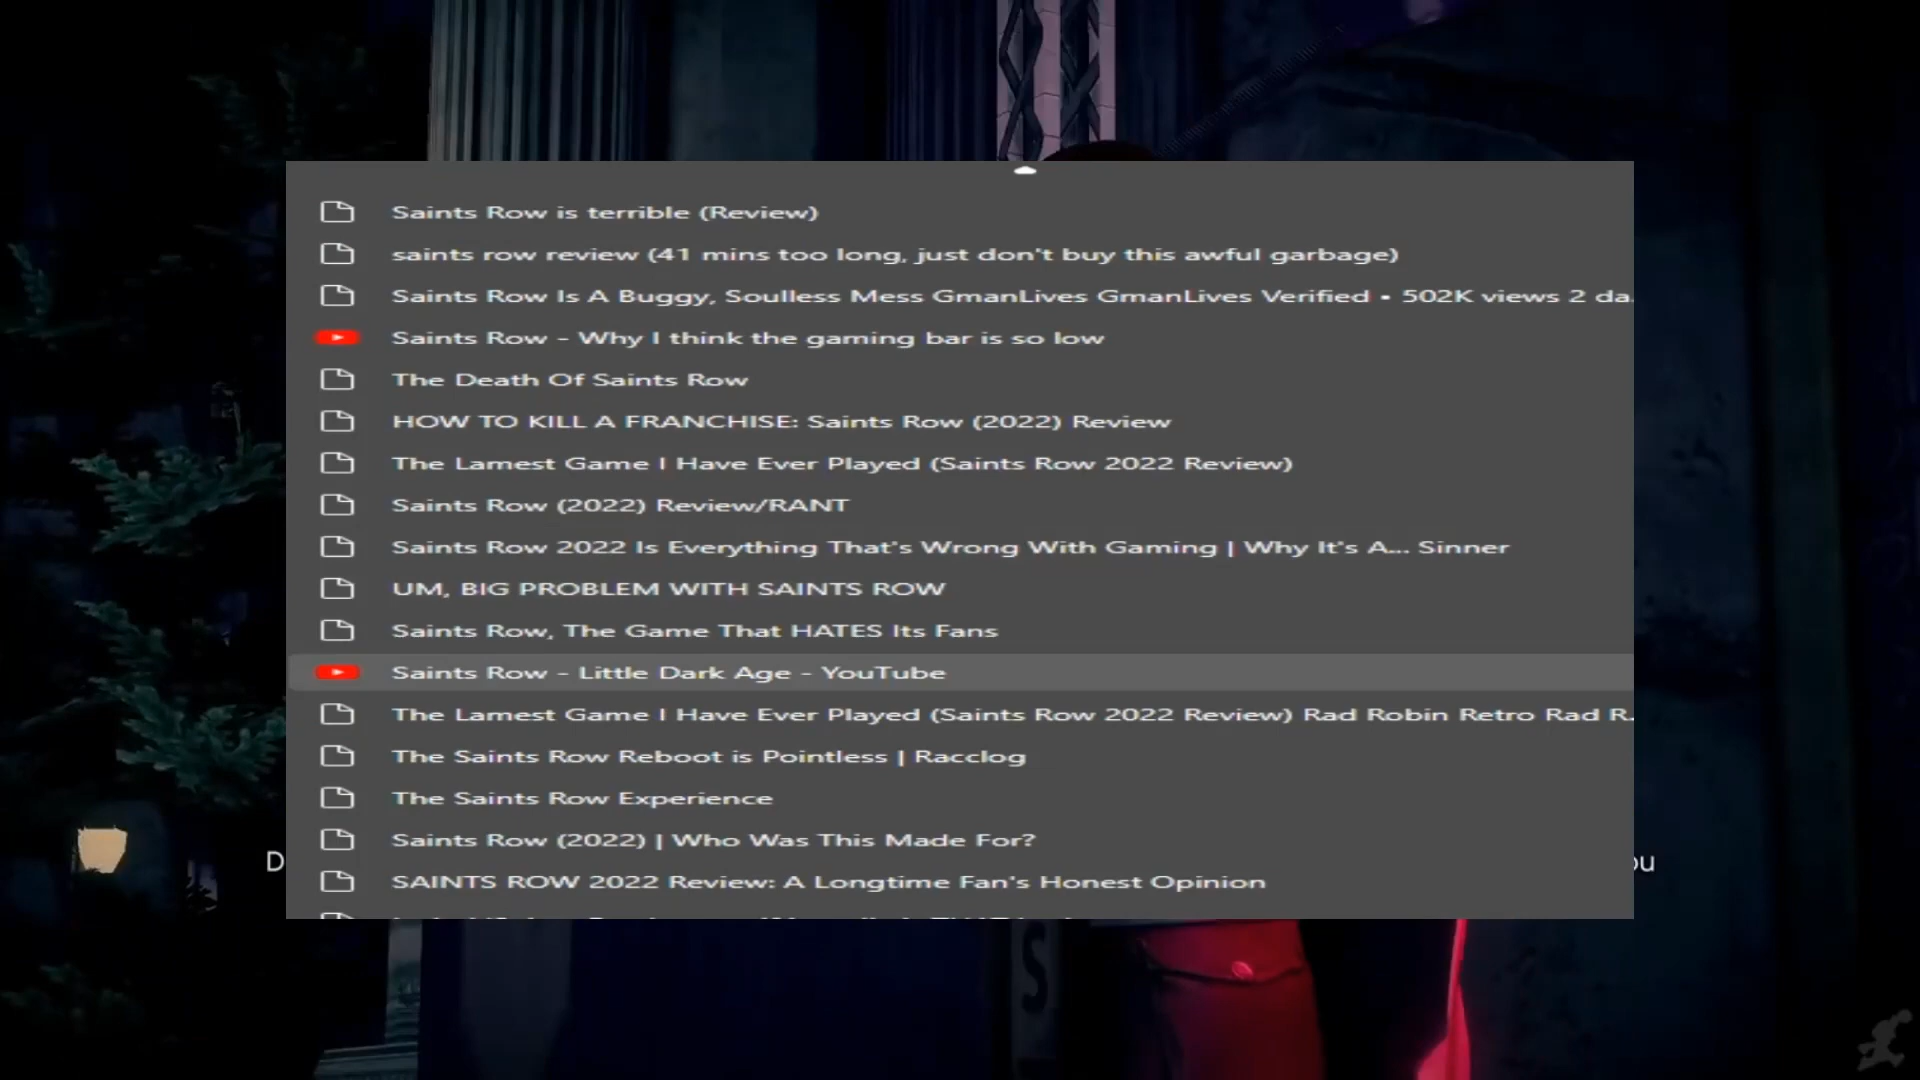 Saints Row is terrible (Review)
saints row review (41 mins too long, just don't buy this awful garbage)
Saints Row Is A Buggy, Soulless Mess GmanLives GmanLives Verified • 502K views 2 da.
Saints Row - Why I think the gaming bar is so low
The Death Of Saints Row
HOW TO KILL A FRANCHISE: Saints Row (2022) Review
The Lamest Game I Have Ever Played (Saints Row 2022 Review)
Saints Row (2022) Review/RANT
Saints Row 2022 Is Everything That's Wrong With Gaming | Why It's A... Sinner
UM, BIG PROBLEM WITH SAINTS ROW
Saints Row, The Game That HATES Its Fans
Saints Row - Little Dark Age - YouTube
The Lamest Game I Have Ever Played (Saints Row 2022 Review) Rad Robin Retro Rad R.
The Saints Row Reboot is Pointless | Racclog
The Saints Row Experience
Saints Row (2022) | Who Was This Made For?
D ou
SAINTS ROW 2022 Review: A Longtime Fan's Honest Opinion
S